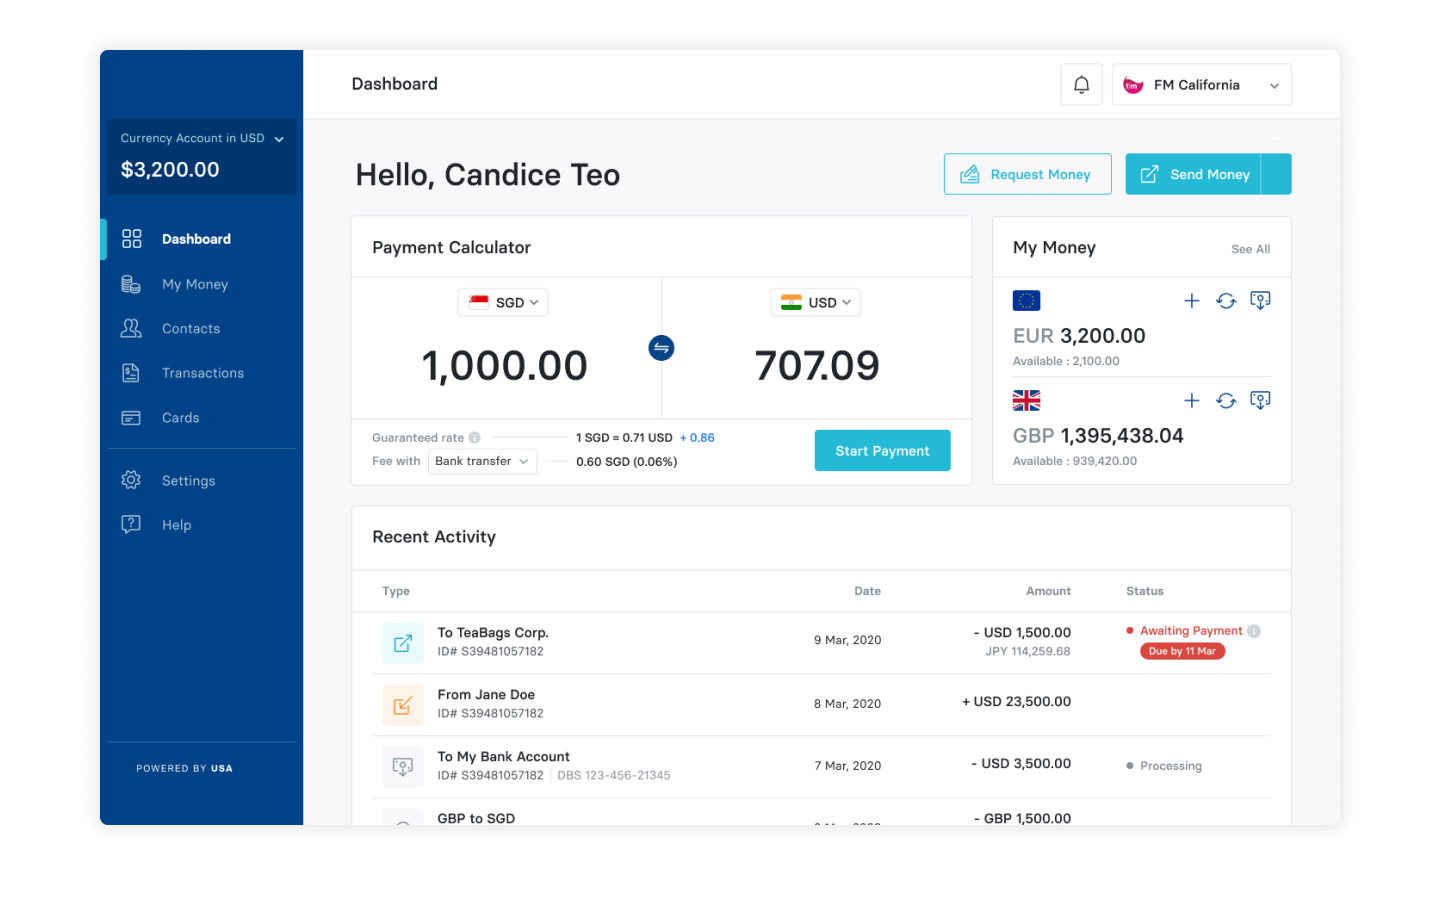 Dashboard
fm FM California
Currency Account in USD
$3,200.00
Dashboard
My Money
Contacts
Transactions
Cards
Settings
Help
POWERED BY USA
Hello, Candice Teo
Request Money
Send Money
Payment Calculator
SGD
USD
1,000.00
707.09
Guaranteed rate
1 SGD = 0.71 USD + 0.86
Fee with Bank transfer
0.60 SGD (0.06%)
Start Payment
My Money
See All
EUR 3,200.00
Available : 2,100.00
GBP 1,395,438.04
Available : 939,420.00
Recent Activity
Type Date Amount Status
To TeaBags Corp.
ID# S39481057182
9 Mar, 2020
- USD 1,500.00
JPY 114,259.68
Awaiting Payment
Due by 11 Mar
From Jane Doe
ID# S39481057182
8 Mar, 2020
+ USD 23,500.00
To My Bank Account
ID# S39481057182 DBS 123-456-21345
7 Mar, 2020
- USD 3,500.00
Processing
GBP to SGD
- GBP 1,500.00